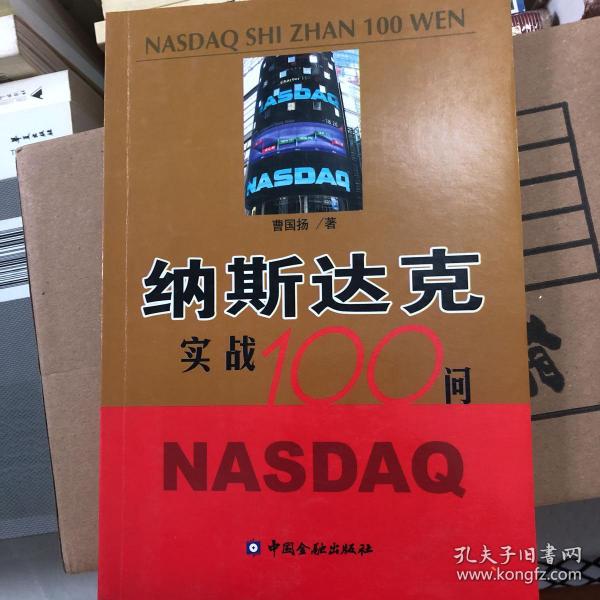 NASDAQ SHI ZHAN 100 WEN
NASDAQ
NASDAQ
曹国扬 / 著
纳斯达克
实战100问
NASDAQ
中国金融出版社
孔夫子旧书网
www.kongfz.com